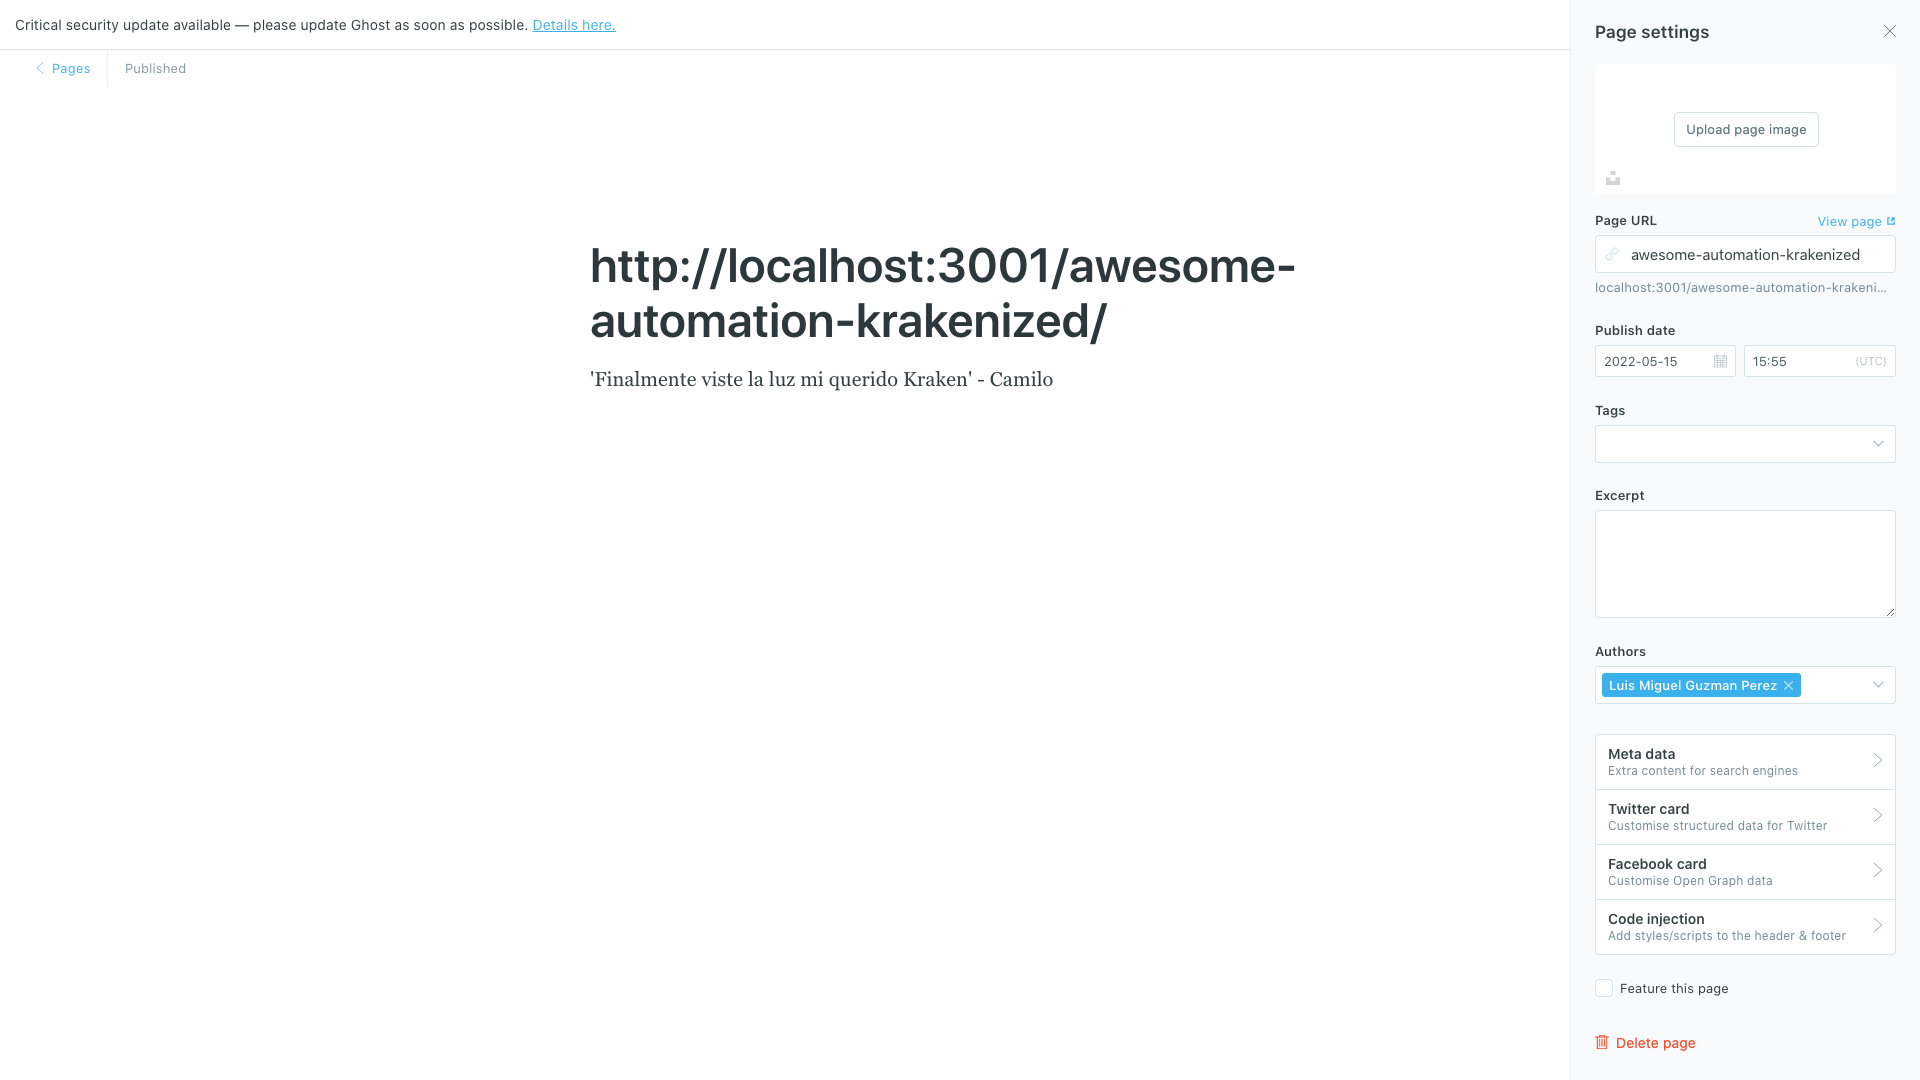 Critical security update available — please update Ghost as soon as possible. Details here.
Pages
Published
http://localhost:3001/awesome-
automation-krakenized/
'Finalmente viste la luz mi querido Kraken' - Camilo
Page settings
Upload page image
Page URL
View page
awesome-automation-krakenized
localhost:3001/awesome-automation-krakeni...
Publish date
2022-05-15
15:55
(UTC)
Tags
Excerpt
Authors
Luis Miguel Guzman Perez
Meta data
Extra content for search engines
Twitter card
Customise structured data for Twitter
Facebook card
Customise Open Graph data
Code injection
Add styles/scripts to the header & footer
Feature this page
Delete page